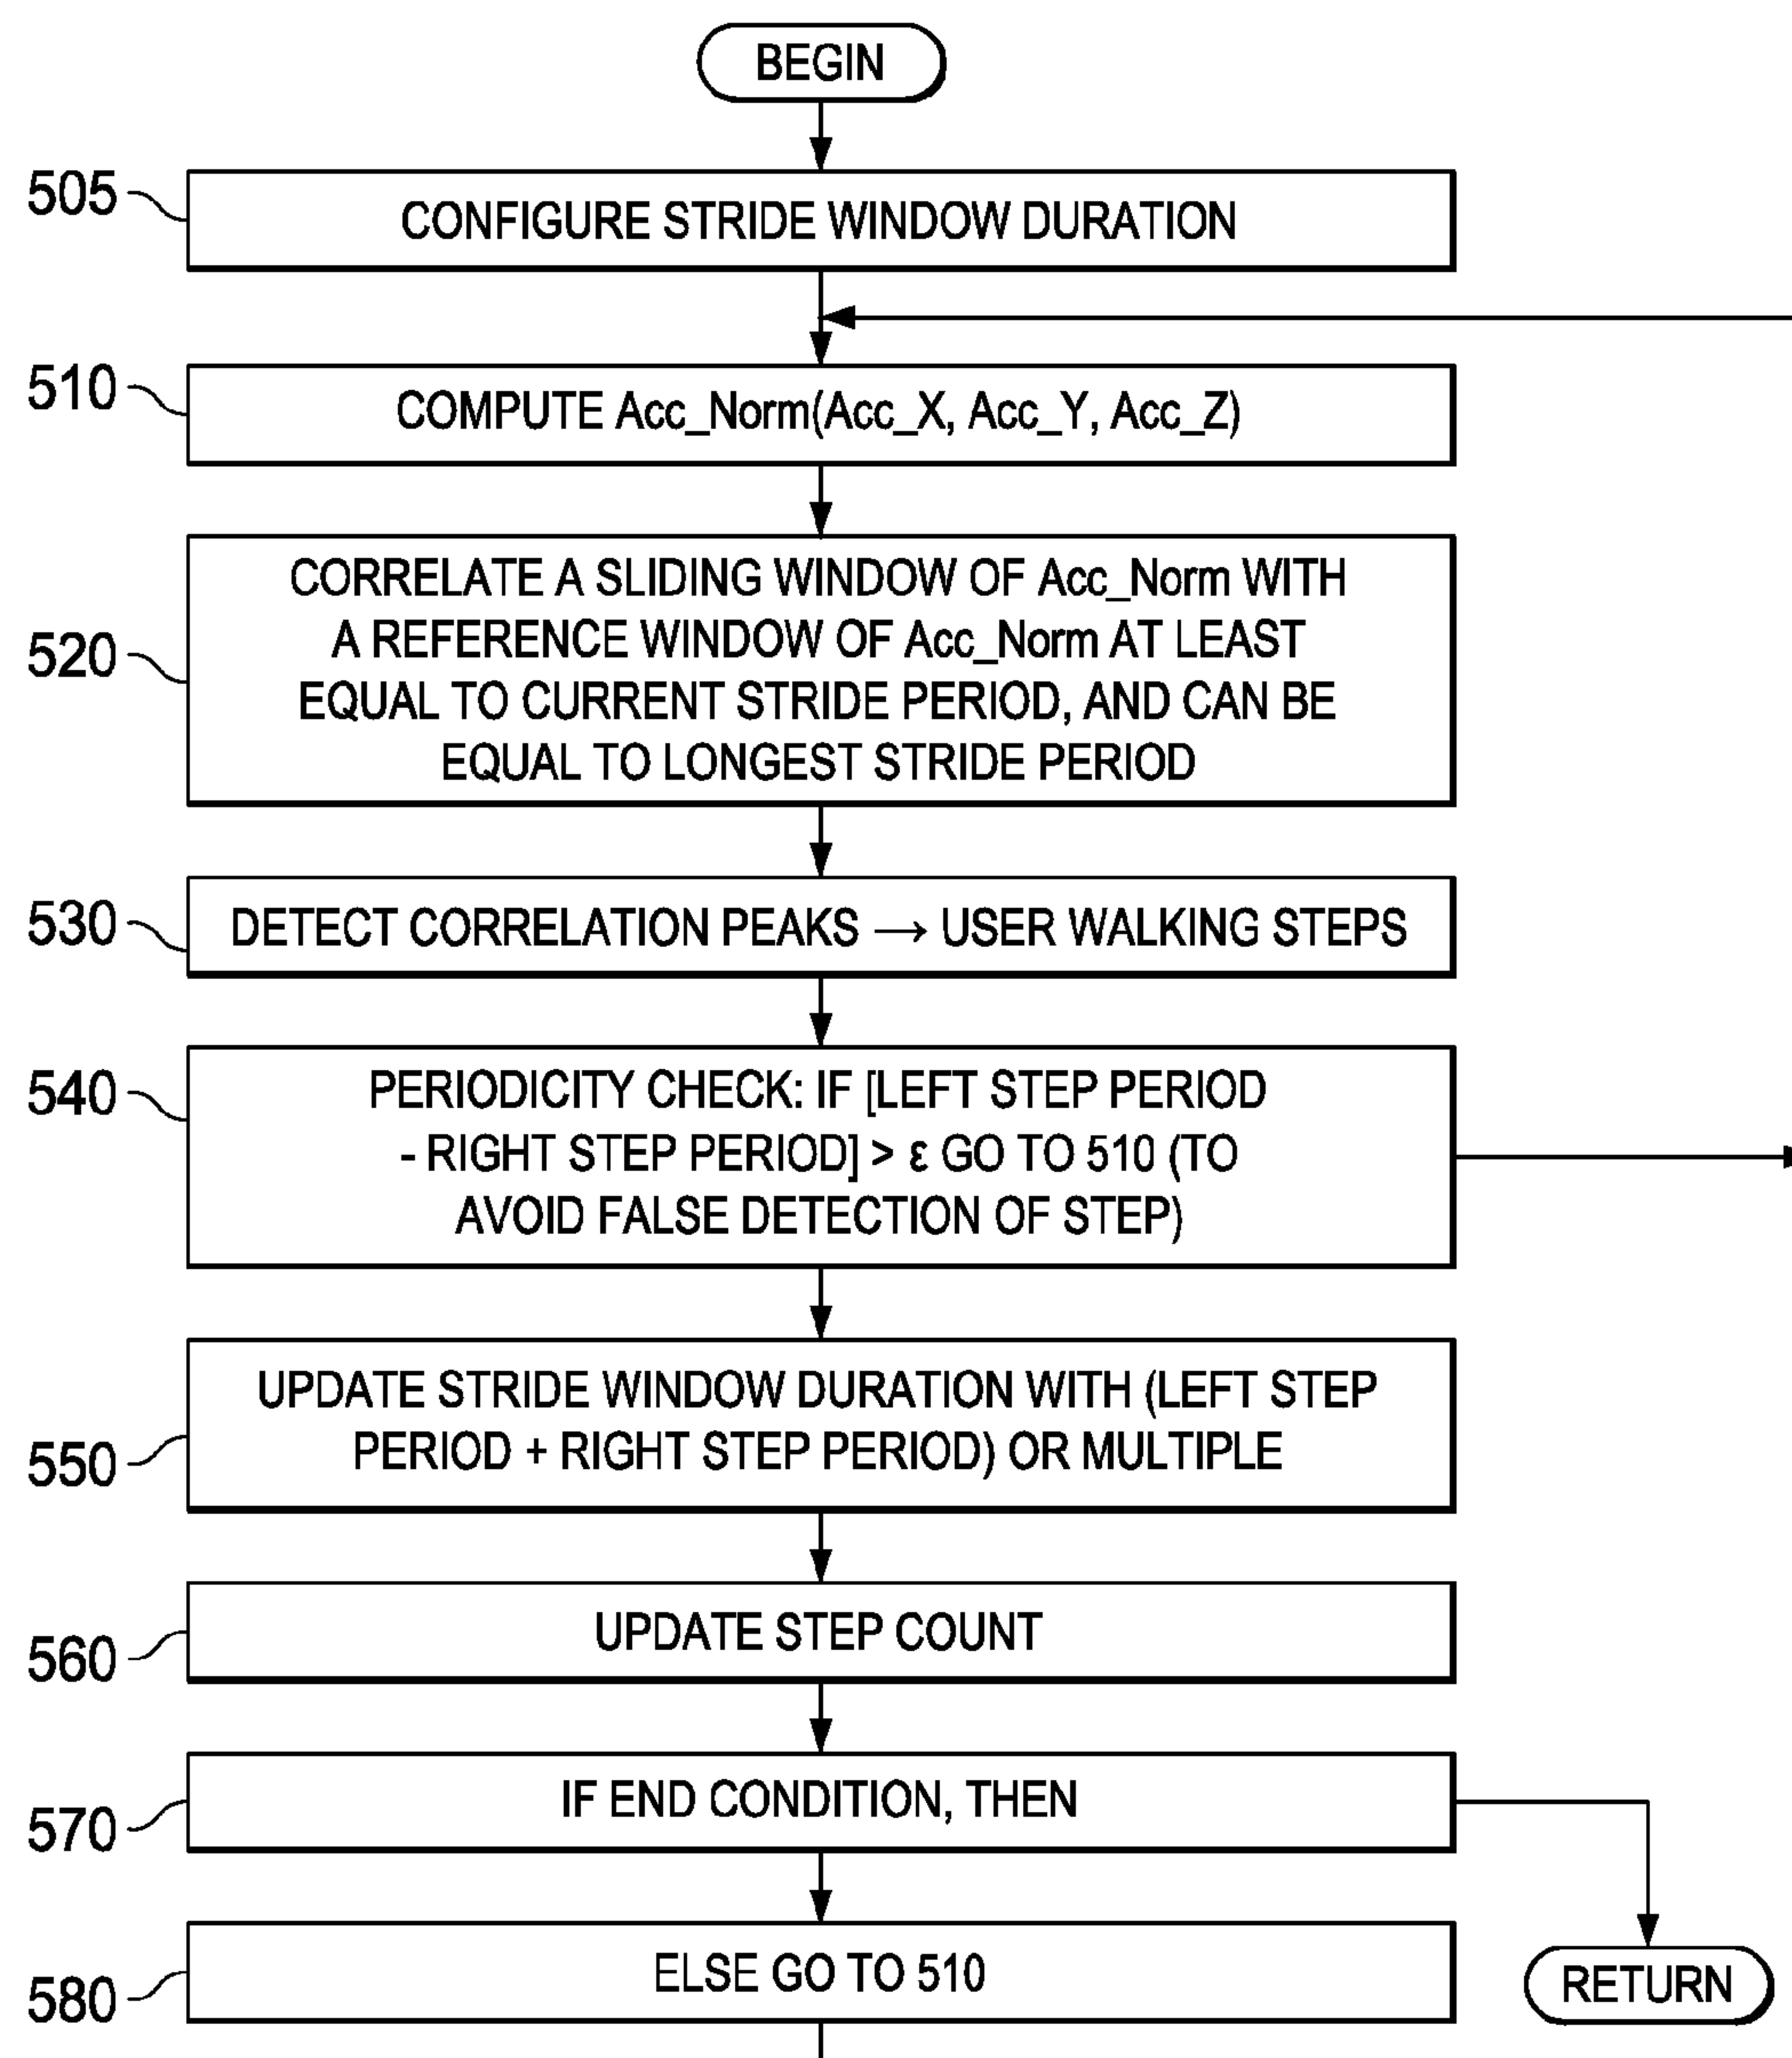 BEGIN
505
CONFIGURE STRIDE WINDOW DURATION
510
COMPUTE Acc_Norm(Acc_X, Acc_Y, Acc_Z)
520
CORRELATE A SLIDING WINDOW OF Acc_Norm WITH
A REFERENCE WINDOW OF Acc_Norm AT LEAST
EQUAL TO CURRENT STRIDE PERIOD, AND CAN BE
EQUAL TO LONGEST STRIDE PERIOD
530
DETECT CORRELATION PEAKS → USER WALKING STEPS
540
PERIODICITY CHECK: IF [LEFT STEP PERIOD
- RIGHT STEP PERIOD] > ε GO TO 510 (TO
AVOID FALSE DETECTION OF STEP)
550
UPDATE STRIDE WINDOW DURATION WITH (LEFT STEP
PERIOD + RIGHT STEP PERIOD) OR MULTIPLE
560
UPDATE STEP COUNT
570
IF END CONDITION, THEN
580
ELSE GO TO 510
RETURN